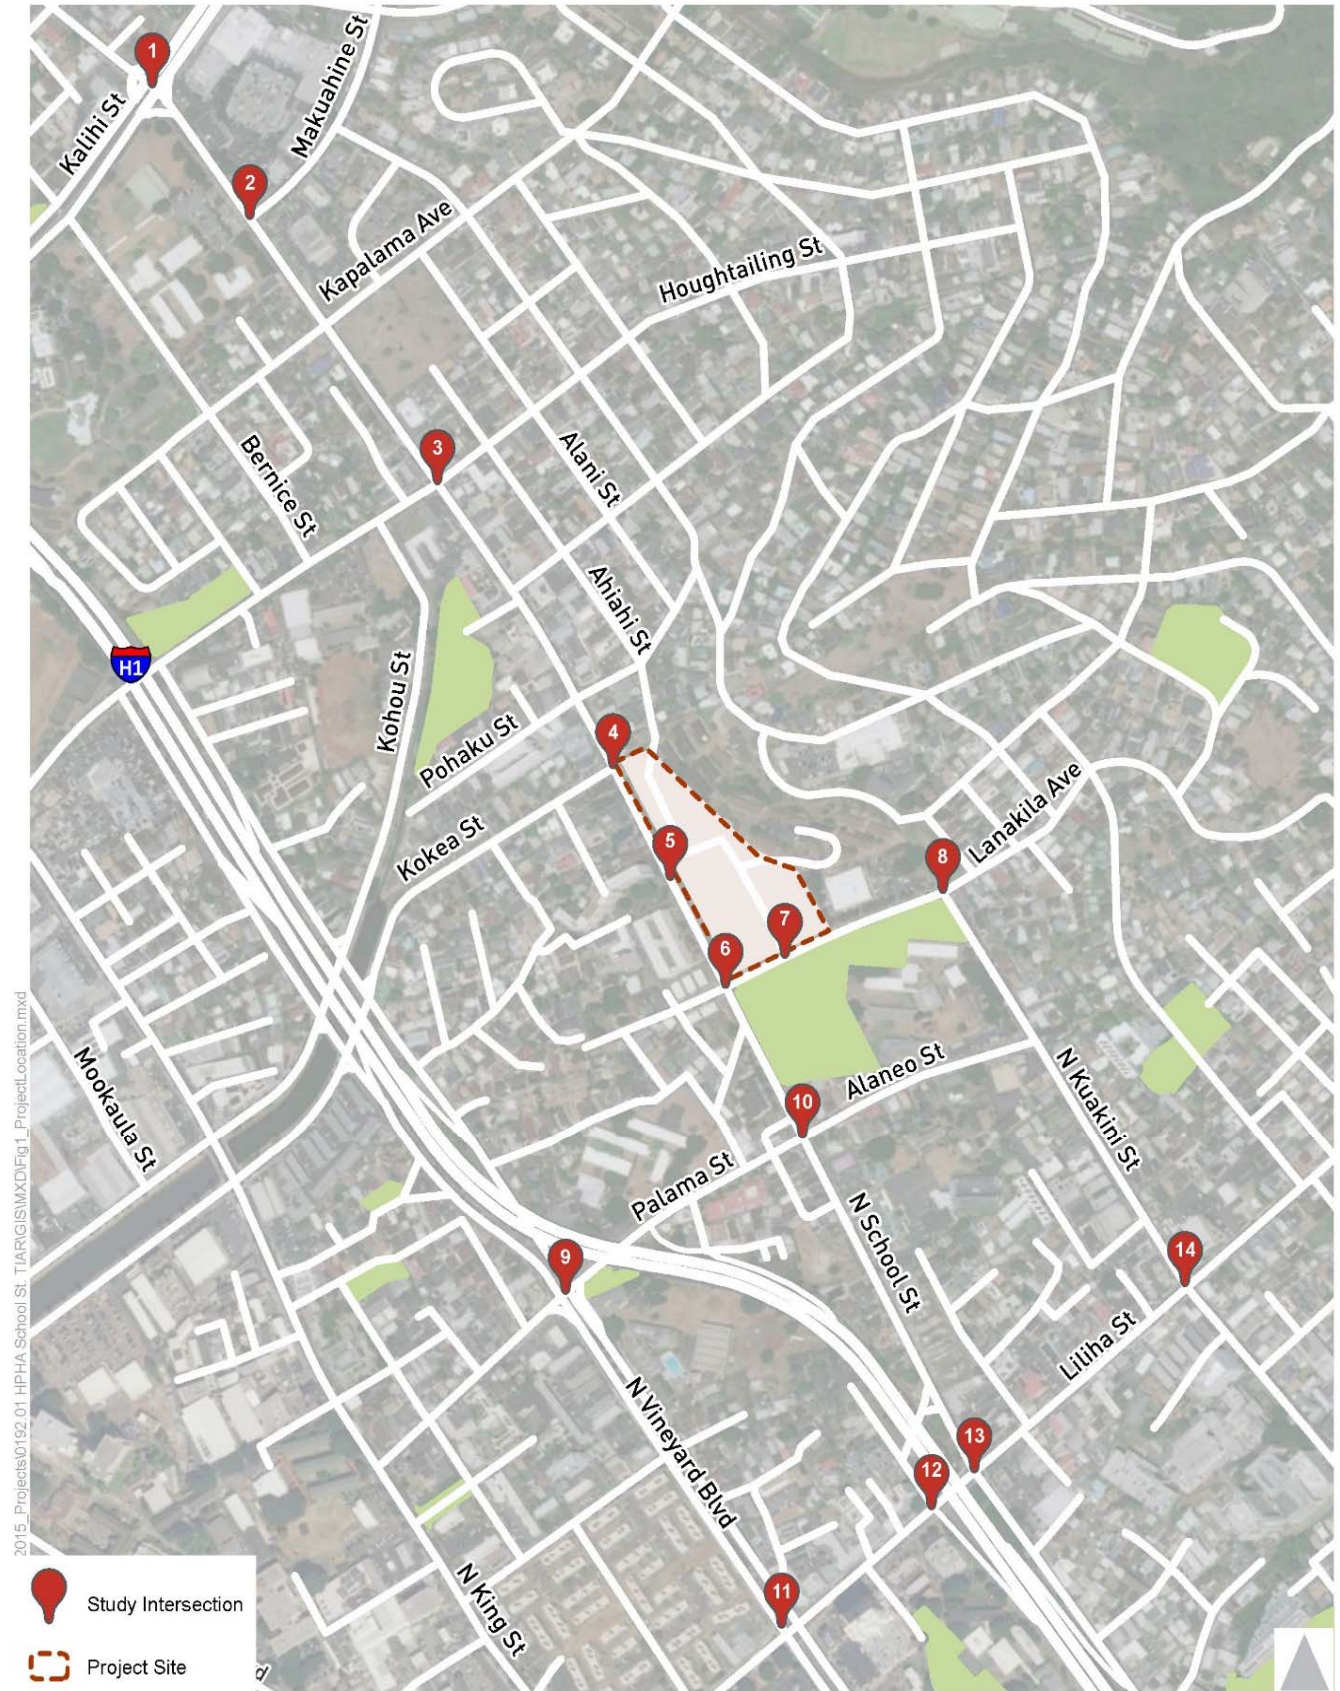 1
Kalihi St
Makuahine St
2
Kapalama Ave
Houghtailing St
3
Bernice St
Alani St
Ahiahi St
H1
Kohou St
4
Pohaku St
Kokea St
5
8
Lanakila Ave
7
6
Mookaula St
10
Alaneo St
N Kuakini St
Palama St
9
N School St
14
Liliha St
N Vineyard Blvd
13
12
11
N King St
2015_Projects\0192.01 HPHA School St. TIAR\GIS\MXD\Fig1_ProjectLocation.mxd
Study Intersection
Project Site
d